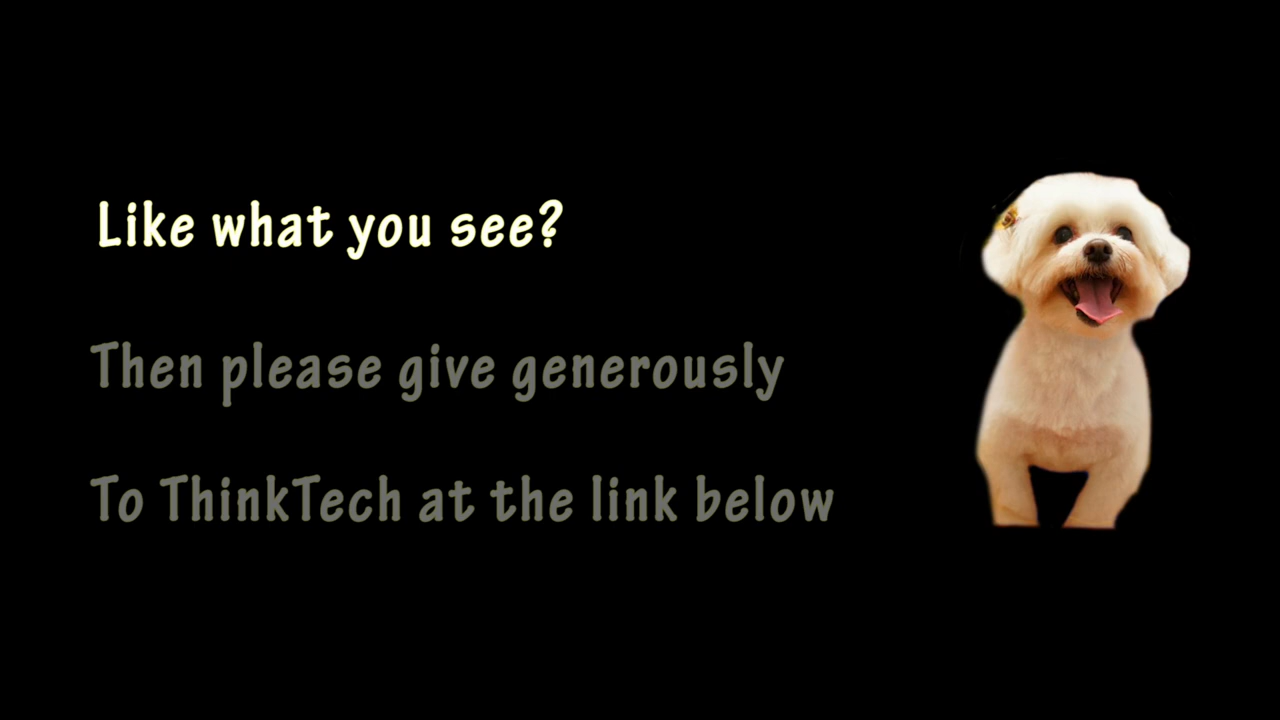 Like what you see?
Then please give generously
To ThinkTech at the link below